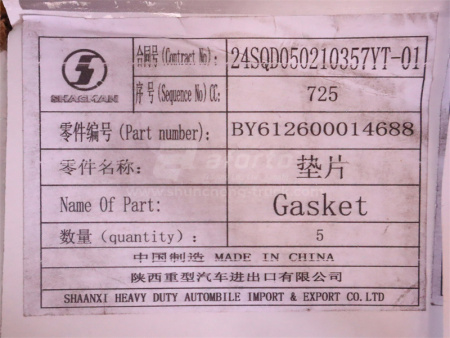 合同号(Contract No): 24SQD050210357YT-01
SHACMAN
序号(Sequence No)CC: 725
零件编号(Part number): BY612600014688
零件名称: 垫片
Name Of Part: Gasket
数量(quantity): 5
中国制造 MADE IN CHINA
陕西重型汽车进出口有限公司
SHAANXI HEAVY DUTY AUTOMBILE IMPORT & EXPORT CO.LTD